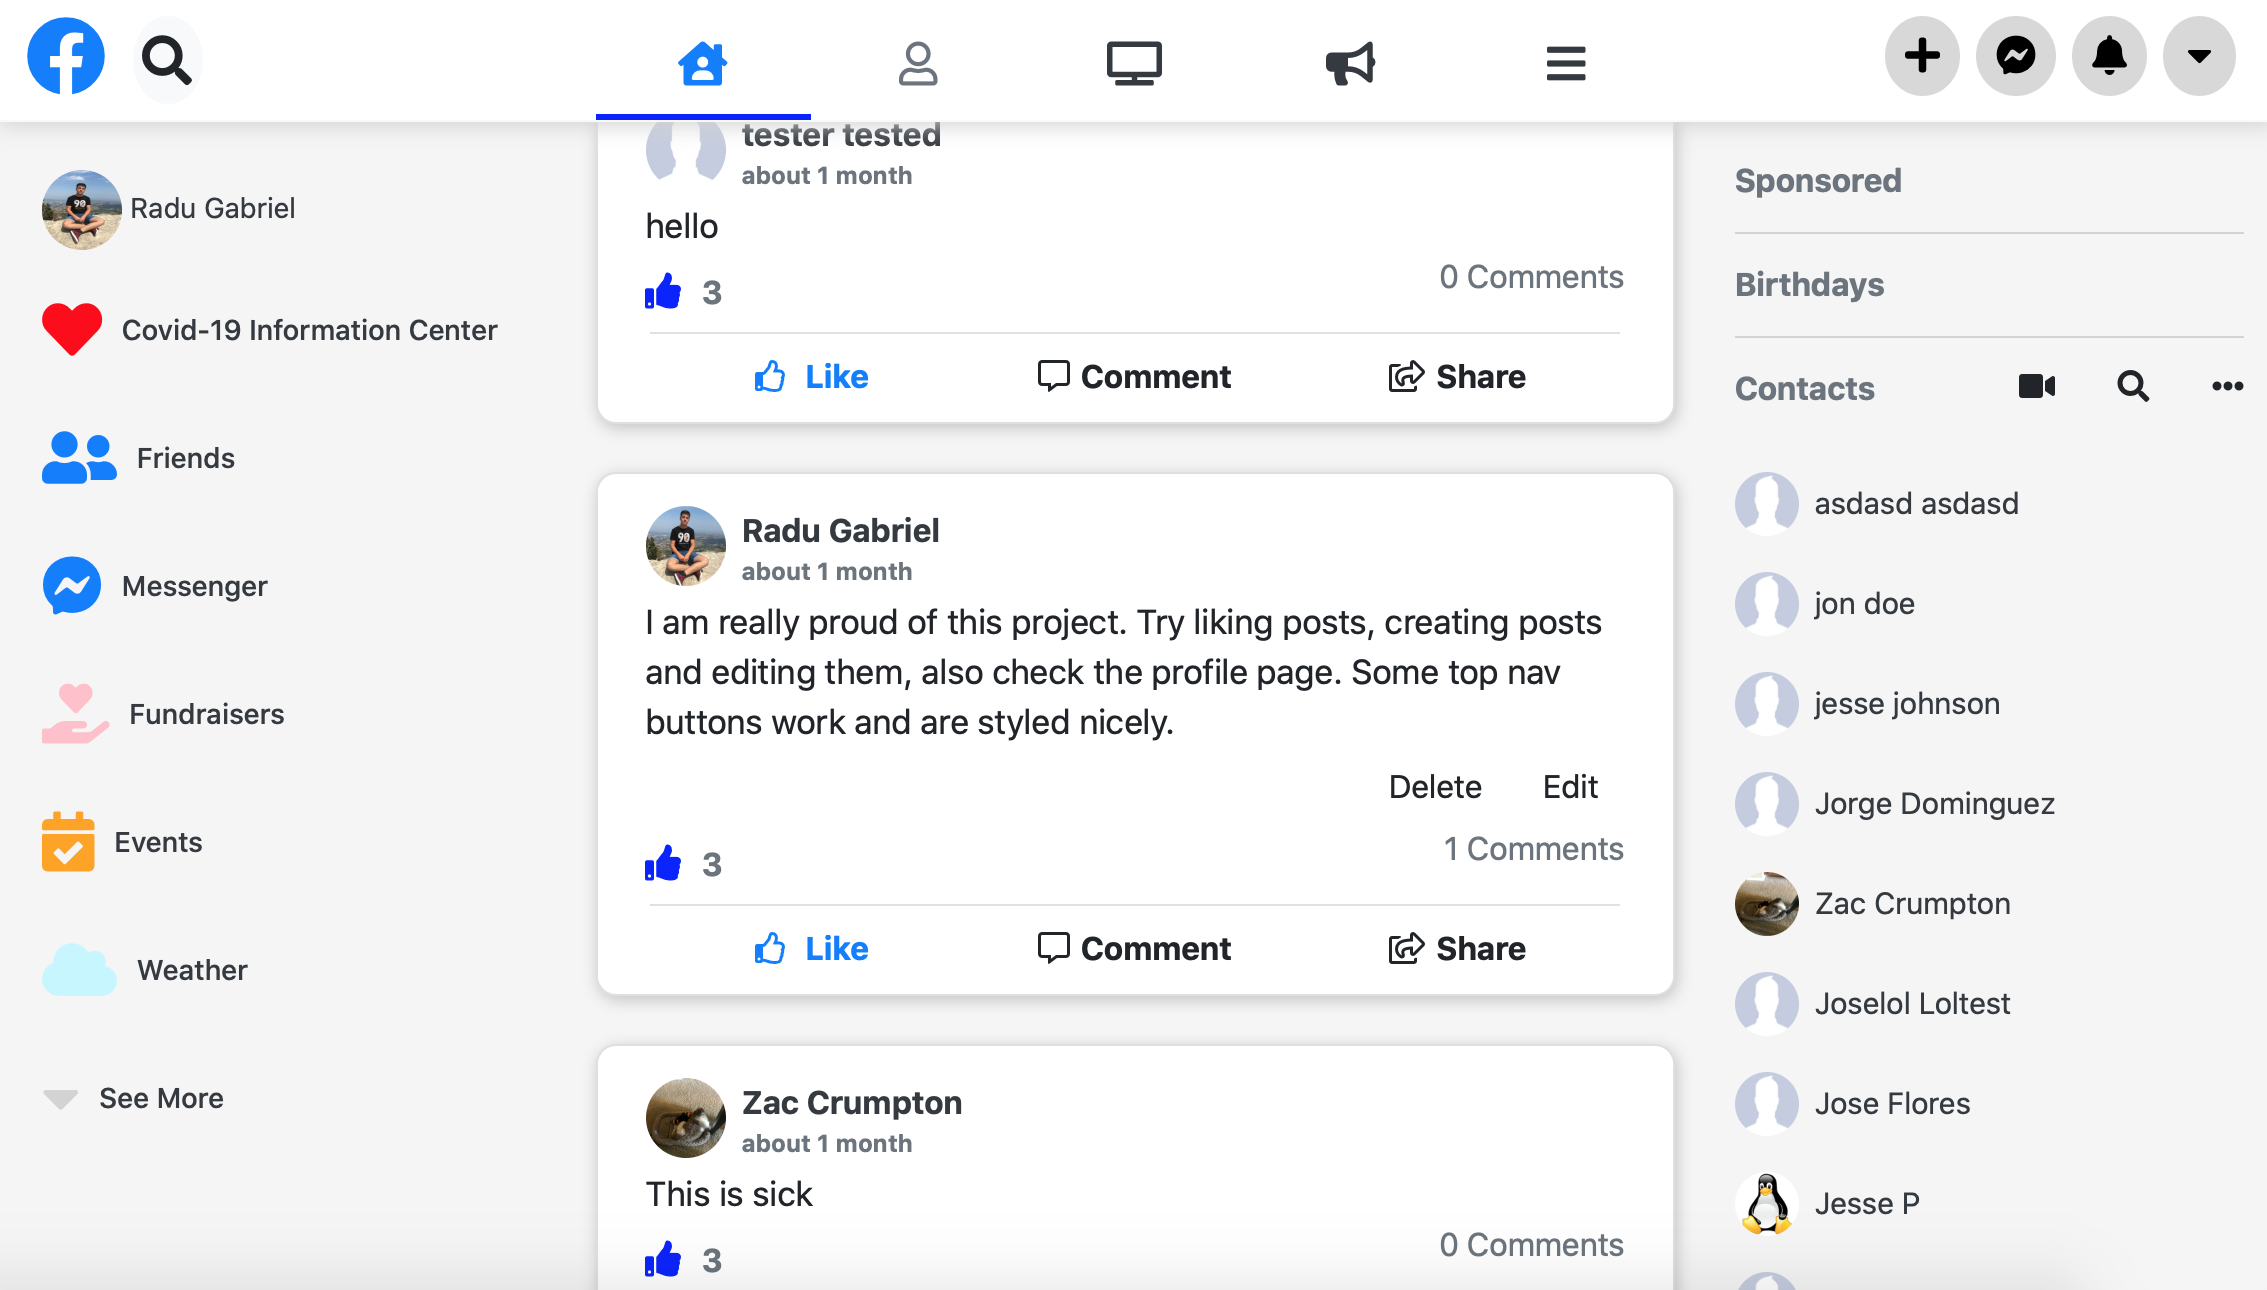 Radu Gabriel
Covid-19 Information Center
Friends
Messenger
Fundraisers
Events
Weather
See More
tester tested
about 1 month
hello
3
0 Comments
Like
Comment
Share
Radu Gabriel
about 1 month
I am really proud of this project. Try liking posts, creating posts
and editing them, also check the profile page. Some top nav
buttons work and are styled nicely.
Delete
Edit
3
1 Comments
Like
Comment
Share
Zac Crumpton
about 1 month
This is sick
3
0 Comments
Sponsored
Birthdays
Contacts
asdasd asdasd
jon doe
jesse johnson
Jorge Dominguez
Zac Crumpton
Joselol Loltest
Jose Flores
Jesse P